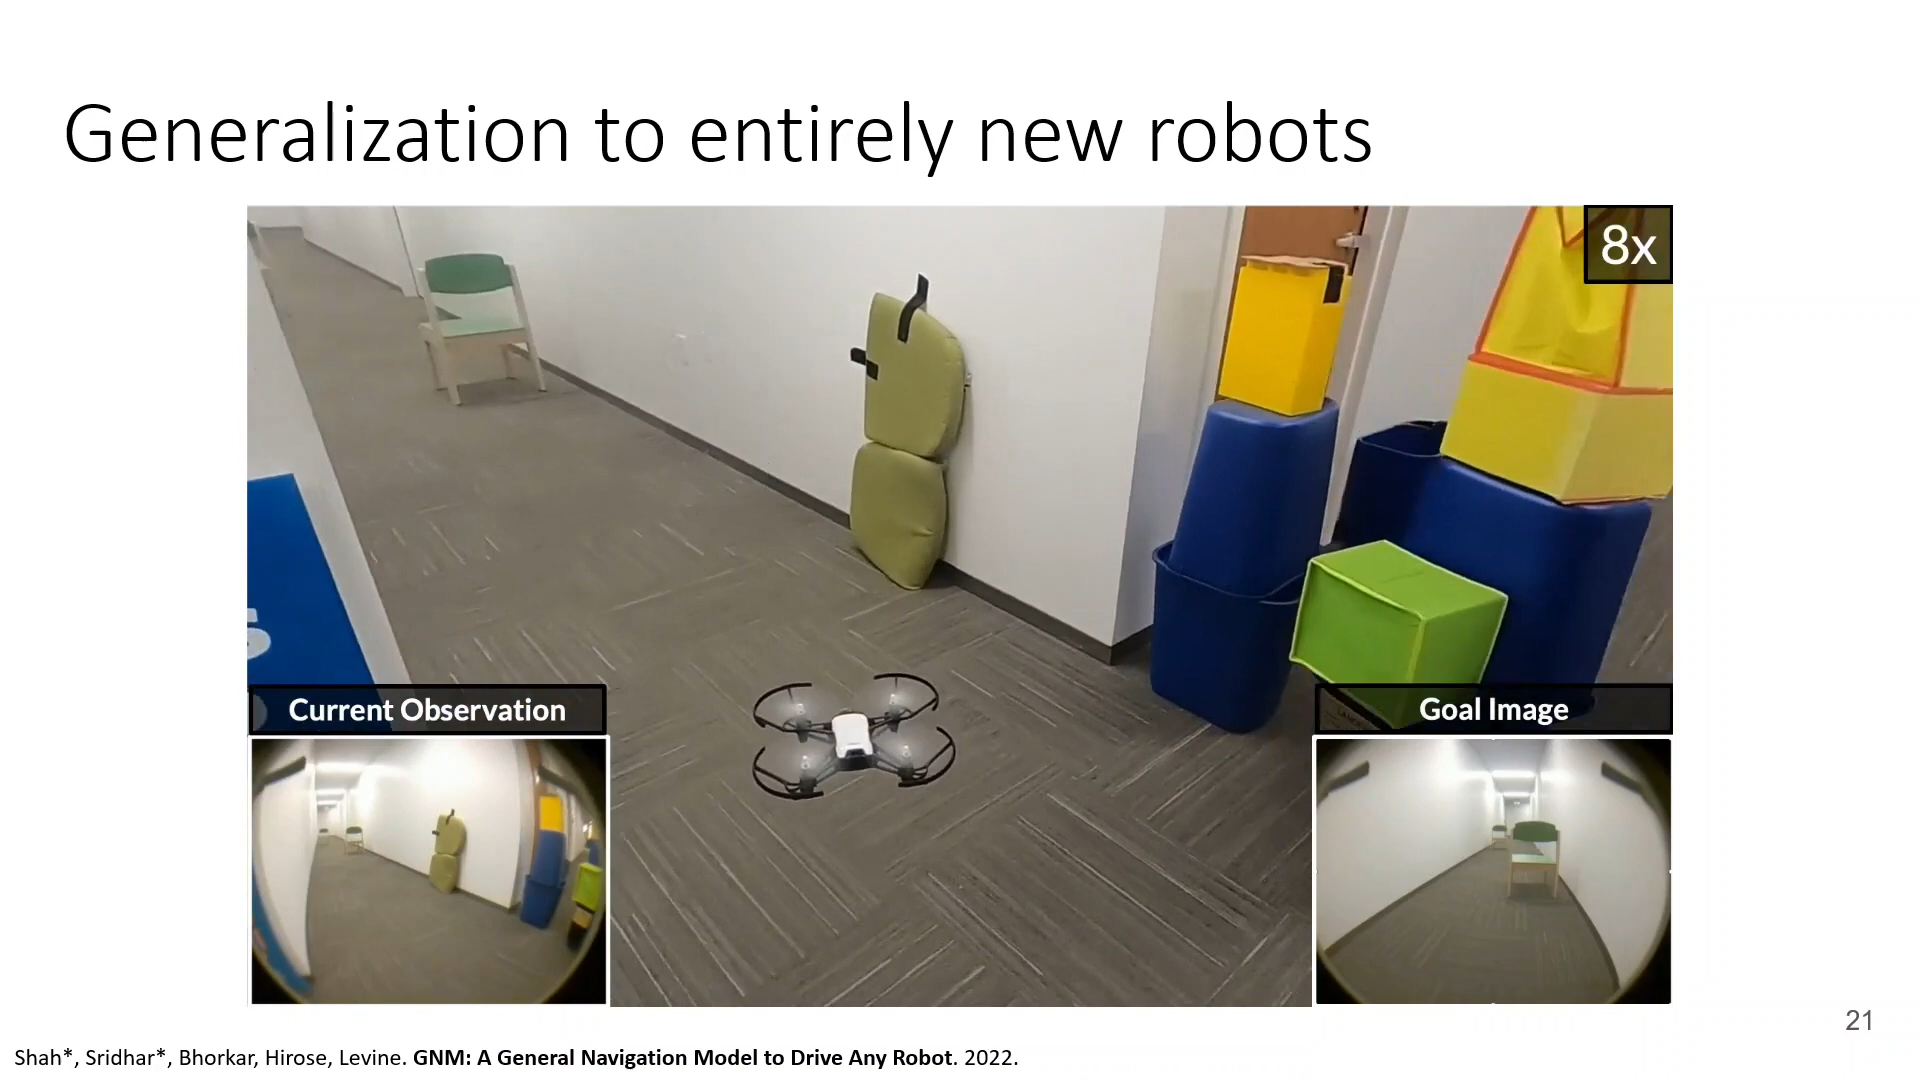 Generalization to entirely new robots
8x
Current Observation
Goal Image
21
Shah*, Sridhar*, Bhorkar, Hirose, Levine. GNM: A General Navigation Model to Drive Any Robot. 2022.